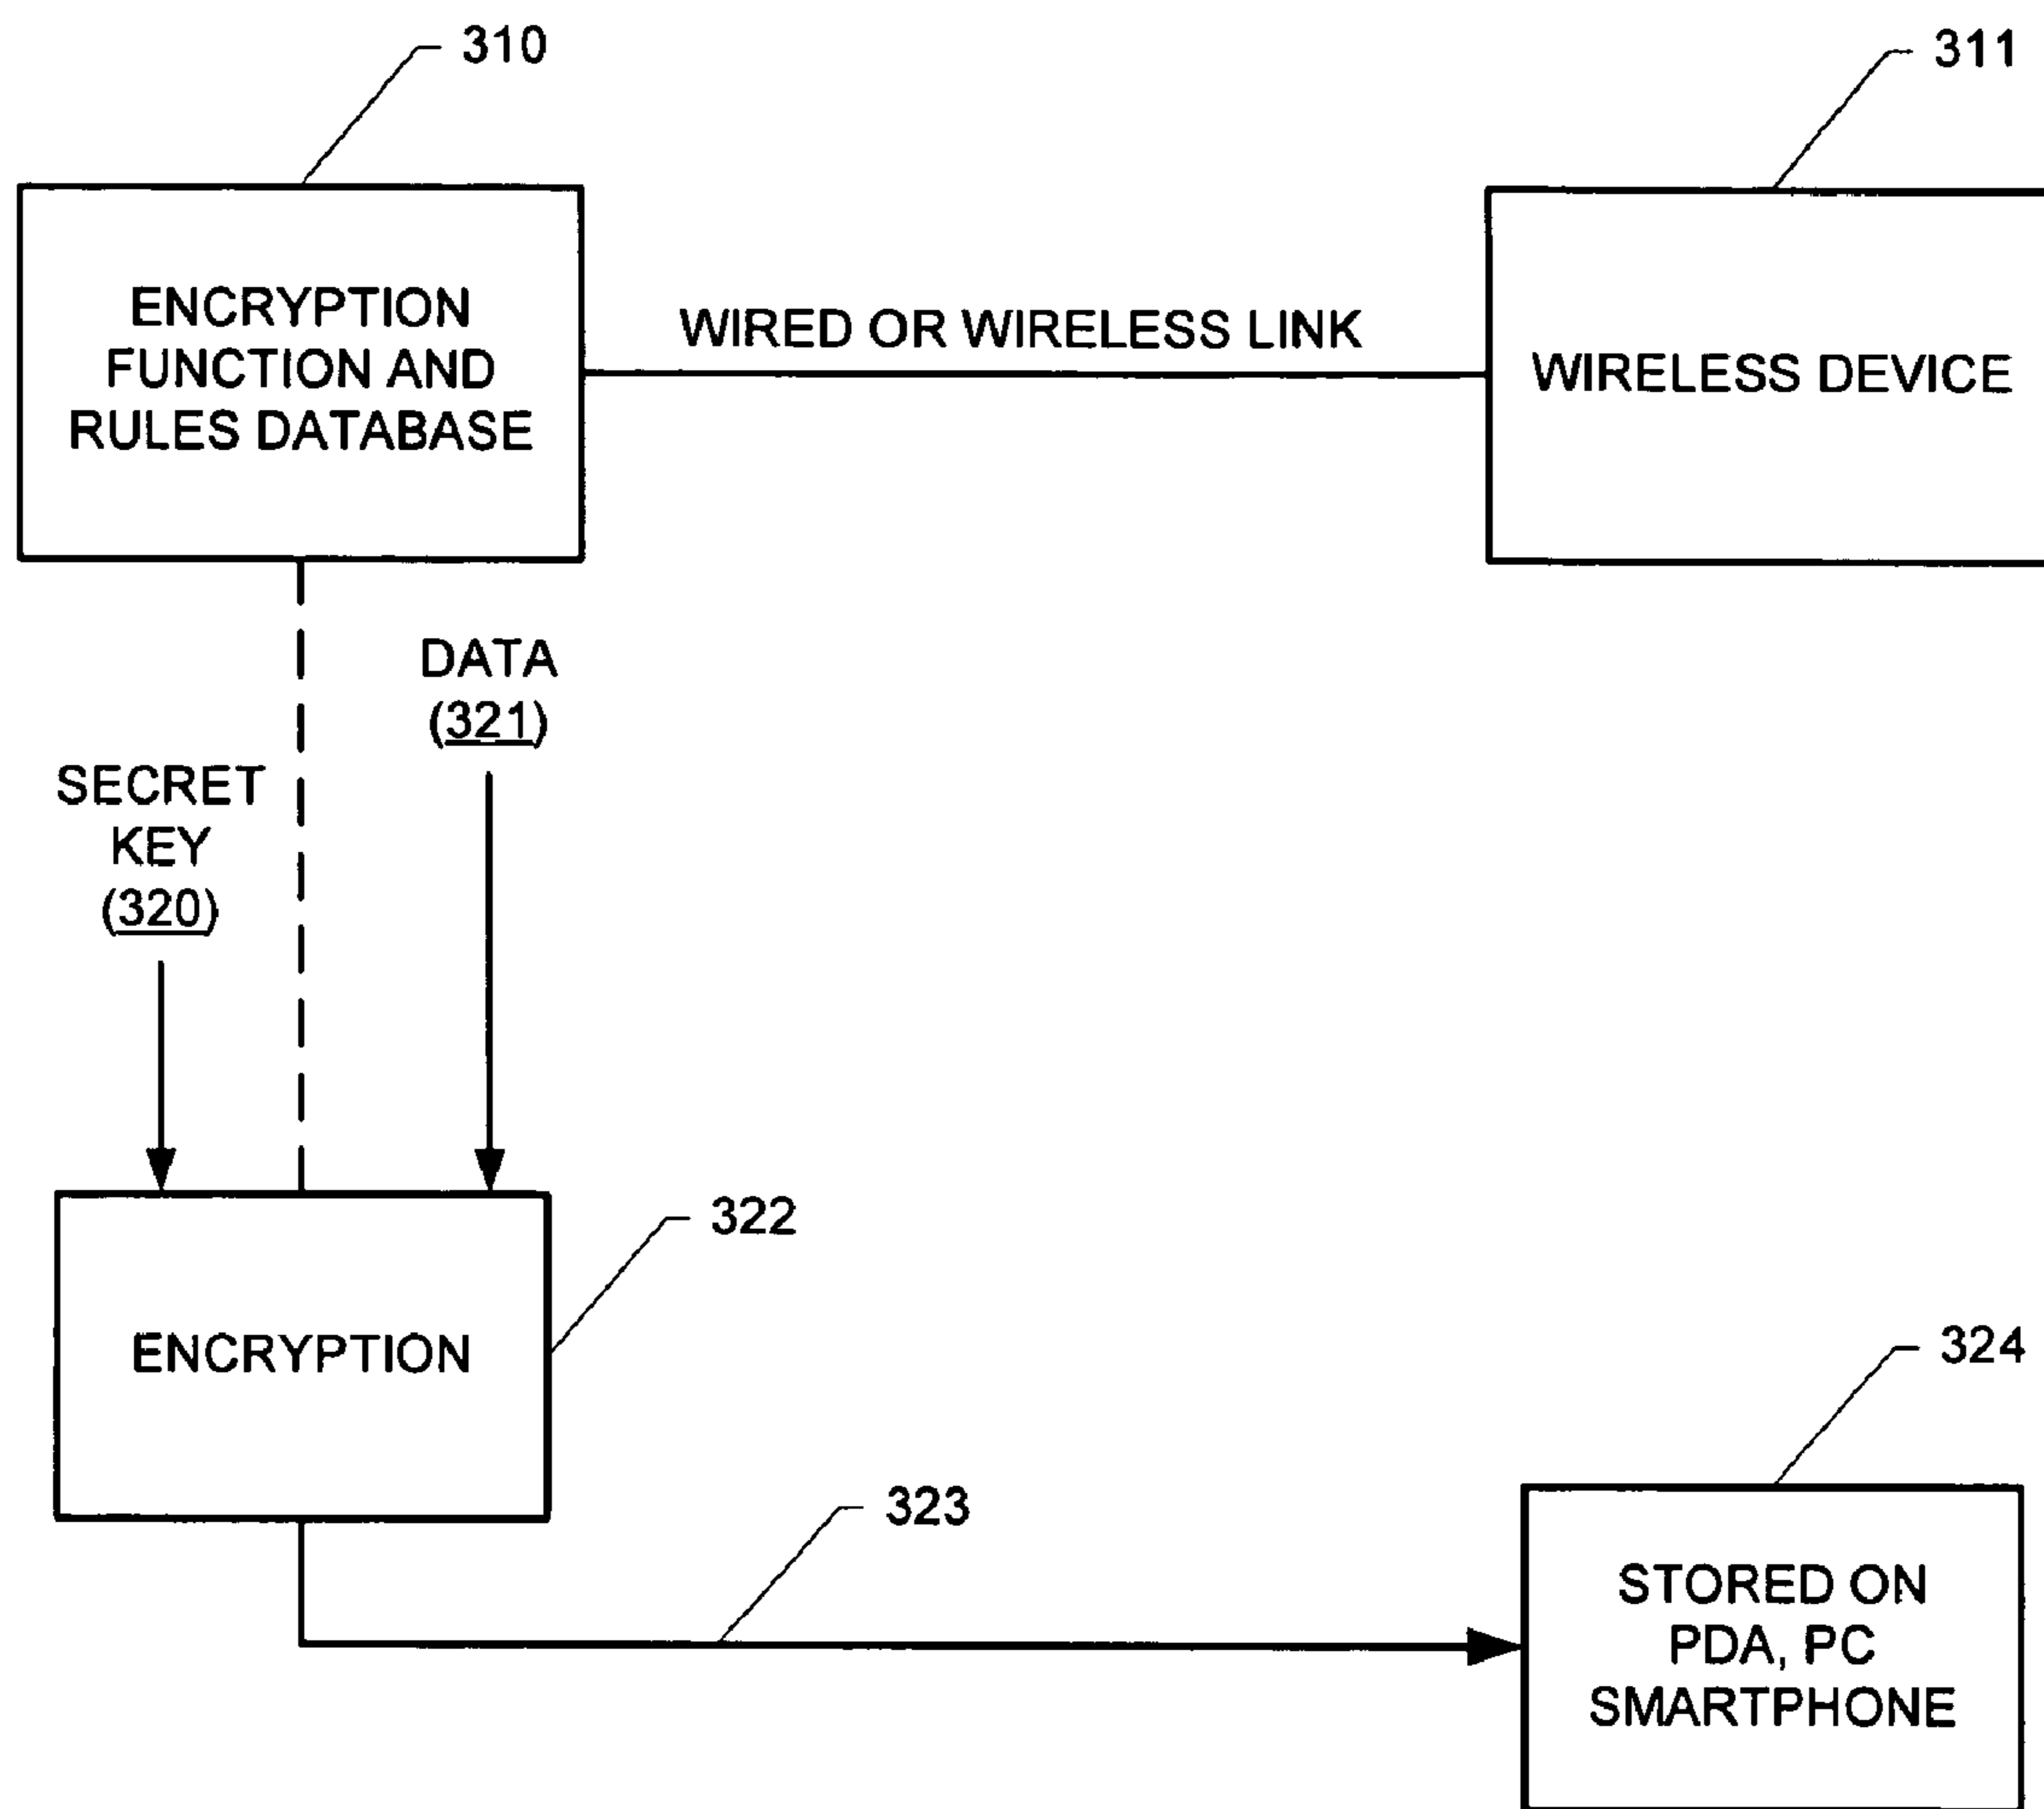 310
311
ENCRYPTION
FUNCTION AND
RULES DATABASE
WIRED OR WIRELESS LINK
WIRELESS DEVICE
DATA
(321)
SECRET
KEY
(320)
322
ENCRYPTION
324
323
STORED ON
PDA, PC
SMARTPHONE